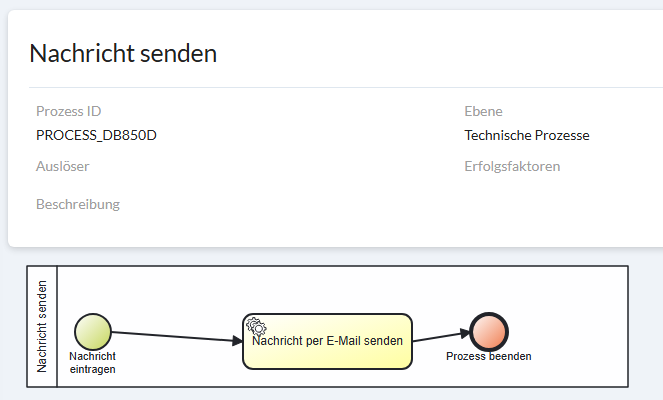 Nachricht senden
Prozess ID
Ebene
PROCESS_DB850D
Technische Prozesse
Auslöser
Erfolgsfaktoren
Beschreibung
Nachricht senden
Nachricht
eintragen
Nachricht per E-Mail senden
Prozess beenden